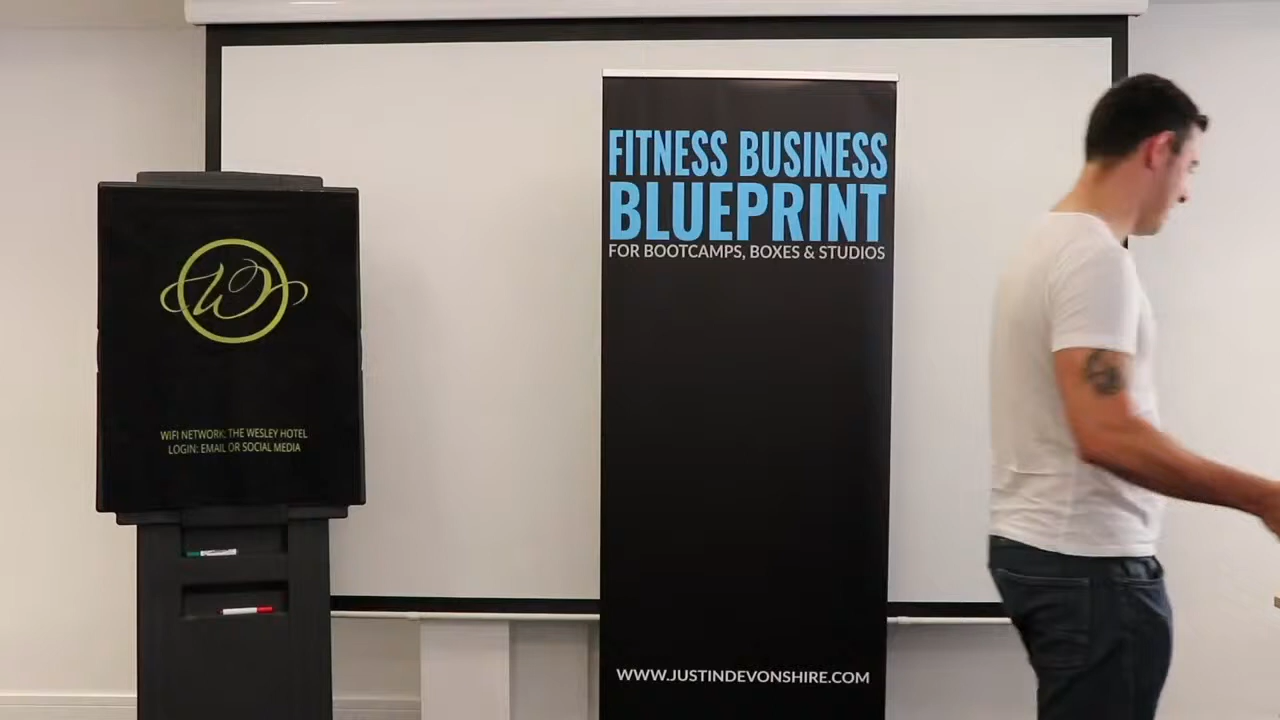 W
WIFI NETWORK: THE WESLEY HOTEL
LOGIN: EMAIL OR SOCIAL MEDIA
FITNESS BUSINESS
BLUEPRINT
FOR BOOTCAMPS, BOXES & STUDIOS
WWW.JUSTINDEVONSHIRE.COM